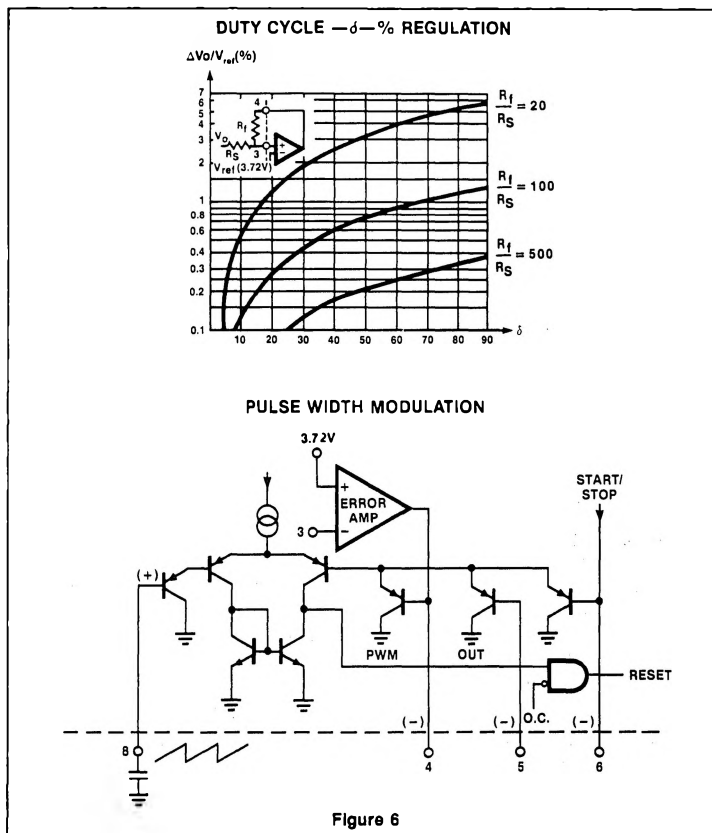 DUTY CYCLE —δ—% REGULATION
ΔVo/Vref(%)
7
6
5
4
3
2
1
0.8
0.6
0.4
0.3
0.2
0.1
10 20 30 40 50 60 70 80 90 δ
4
Rf
Vo
RS
3
+
−
Vref (3.72V)
Rf/RS = 20
Rf/RS = 100
Rf/RS = 500
PULSE WIDTH MODULATION
3.72V
+
ERROR
AMP
3
−
START/
STOP
(+)
PWM
OUT
RESET
O.C.
(−) (−) (−)
8 4 5 6
Figure 6